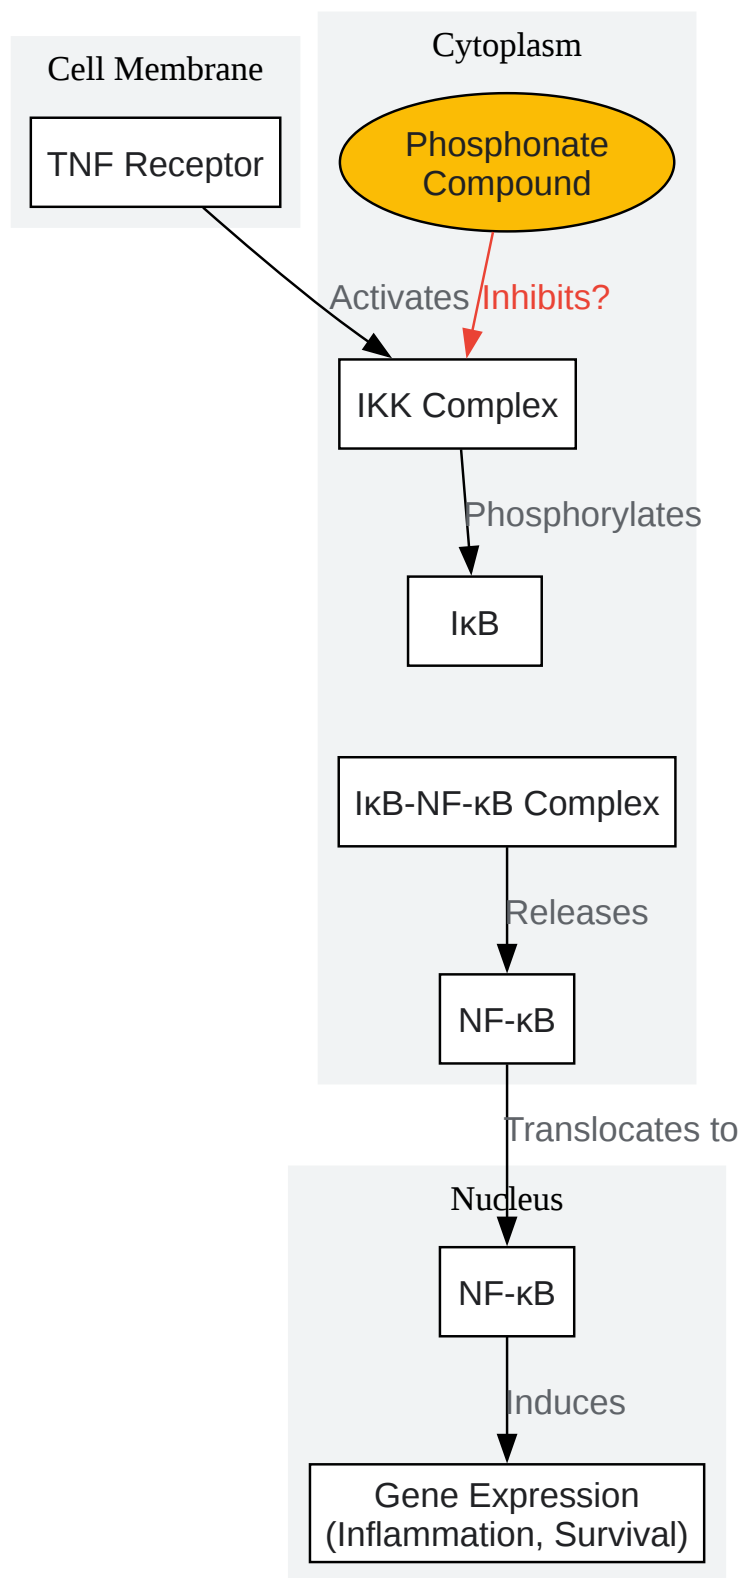 Cell Membrane
TNF Receptor
Cytoplasm
Phosphonate
Compound
Activates
Inhibits?
IKK Complex
Phosphorylates
IκB
IκB-NF-κB Complex
Releases
NF-κB
Translocates to
Nucleus
NF-κB
Induces
Gene Expression
(Inflammation, Survival)